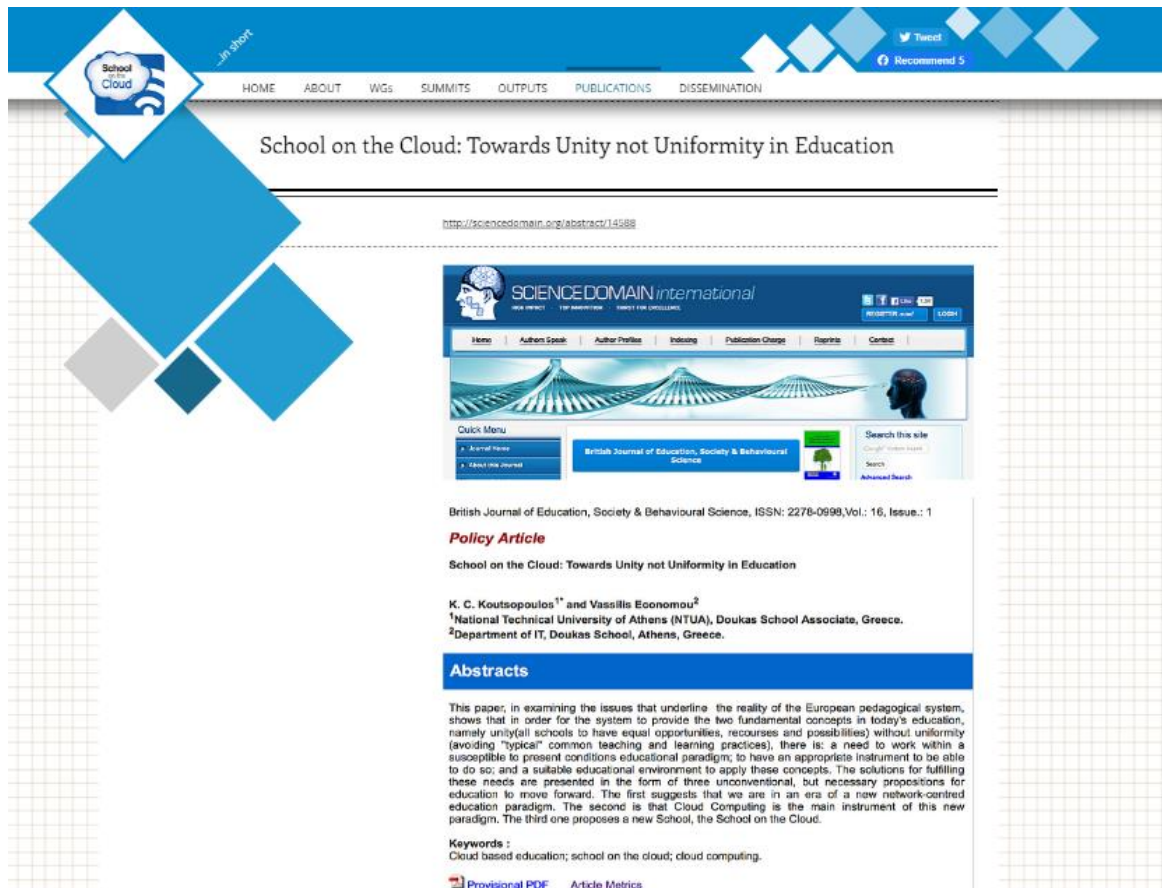 ...in short
Tweet
Recommend 5
School
on the
Cloud
HOME ABOUT WGs SUMMITS OUTPUTS PUBLICATIONS DISSEMINATION
School on the Cloud: Towards Unity not Uniformity in Education
http://sciencedomain.org/abstract/14588
SCIENCEDOMAIN international
Like
REGISTER now! LOGIN
Home Authors Speak Author Profiles Indexing Publication Charge Reprints Contact
Quick Menu
Journal Home
About this Journal
British Journal of Education, Society & Behavioural
Science
Search this site
Search
Advanced Search
British Journal of Education, Society & Behavioural Science, ISSN: 2278-0998,Vol.: 16, Issue.: 1
Policy Article
School on the Cloud: Towards Unity not Uniformity in Education
K. C. Koutsopoulos1* and Vassilis Economou2
1National Technical University of Athens (NTUA), Doukas School Associate, Greece.
2Department of IT, Doukas School, Athens, Greece.
Abstracts
This paper, in examining the issues that underline the reality of the European pedagogical system,
shows that in order for the system to provide the two fundamental concepts in today's education,
namely unity(all schools to have equal opportunities, recourses and possibilities) without uniformity
(avoiding "typical" common teaching and learning practices), there is: a need to work within a
susceptible to present conditions educational paradigm; to have an appropriate instrument to be able
to do so; and a suitable educational environment to apply these concepts. The solutions for fulfilling
these needs are presented in the form of three unconventional, but necessary propositions for
education to move forward. The first suggests that we are in an era of a new network-centred
education paradigm. The second is that Cloud Computing is the main instrument of this new
paradigm. The third one proposes a new School, the School on the Cloud.
Keywords :
Cloud based education; school on the cloud; cloud computing.
Provisional PDF Article Metrics